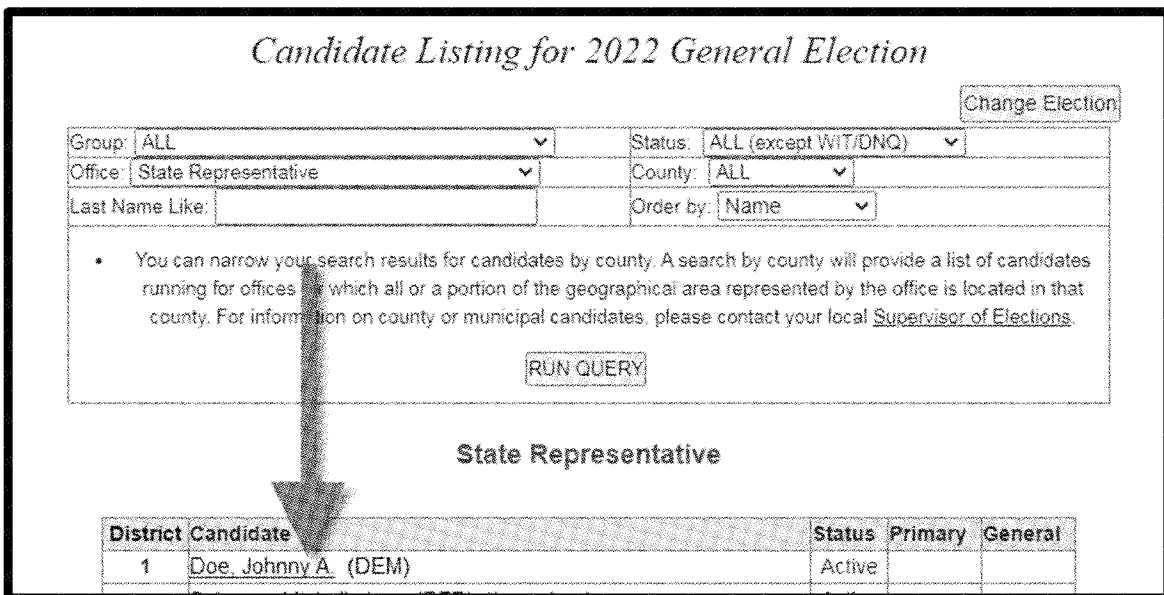 Candidate Listing for 2022 General Election
Change Election
Group: ALL Status: ALL (except WIT/DNQ)
Office: State Representative County: ALL
Last Name Like: Order by: Name
• You can narrow your search results for candidates by county. A search by county will provide a list of candidates
running for offices which all or a portion of the geographical area represented by the office is located in that
county. For information on county or municipal candidates, please contact your local Supervisor of Elections.
RUN QUERY
State Representative
District Candidate Status Primary General
1 Doe, Johnny A. (DEM) Active